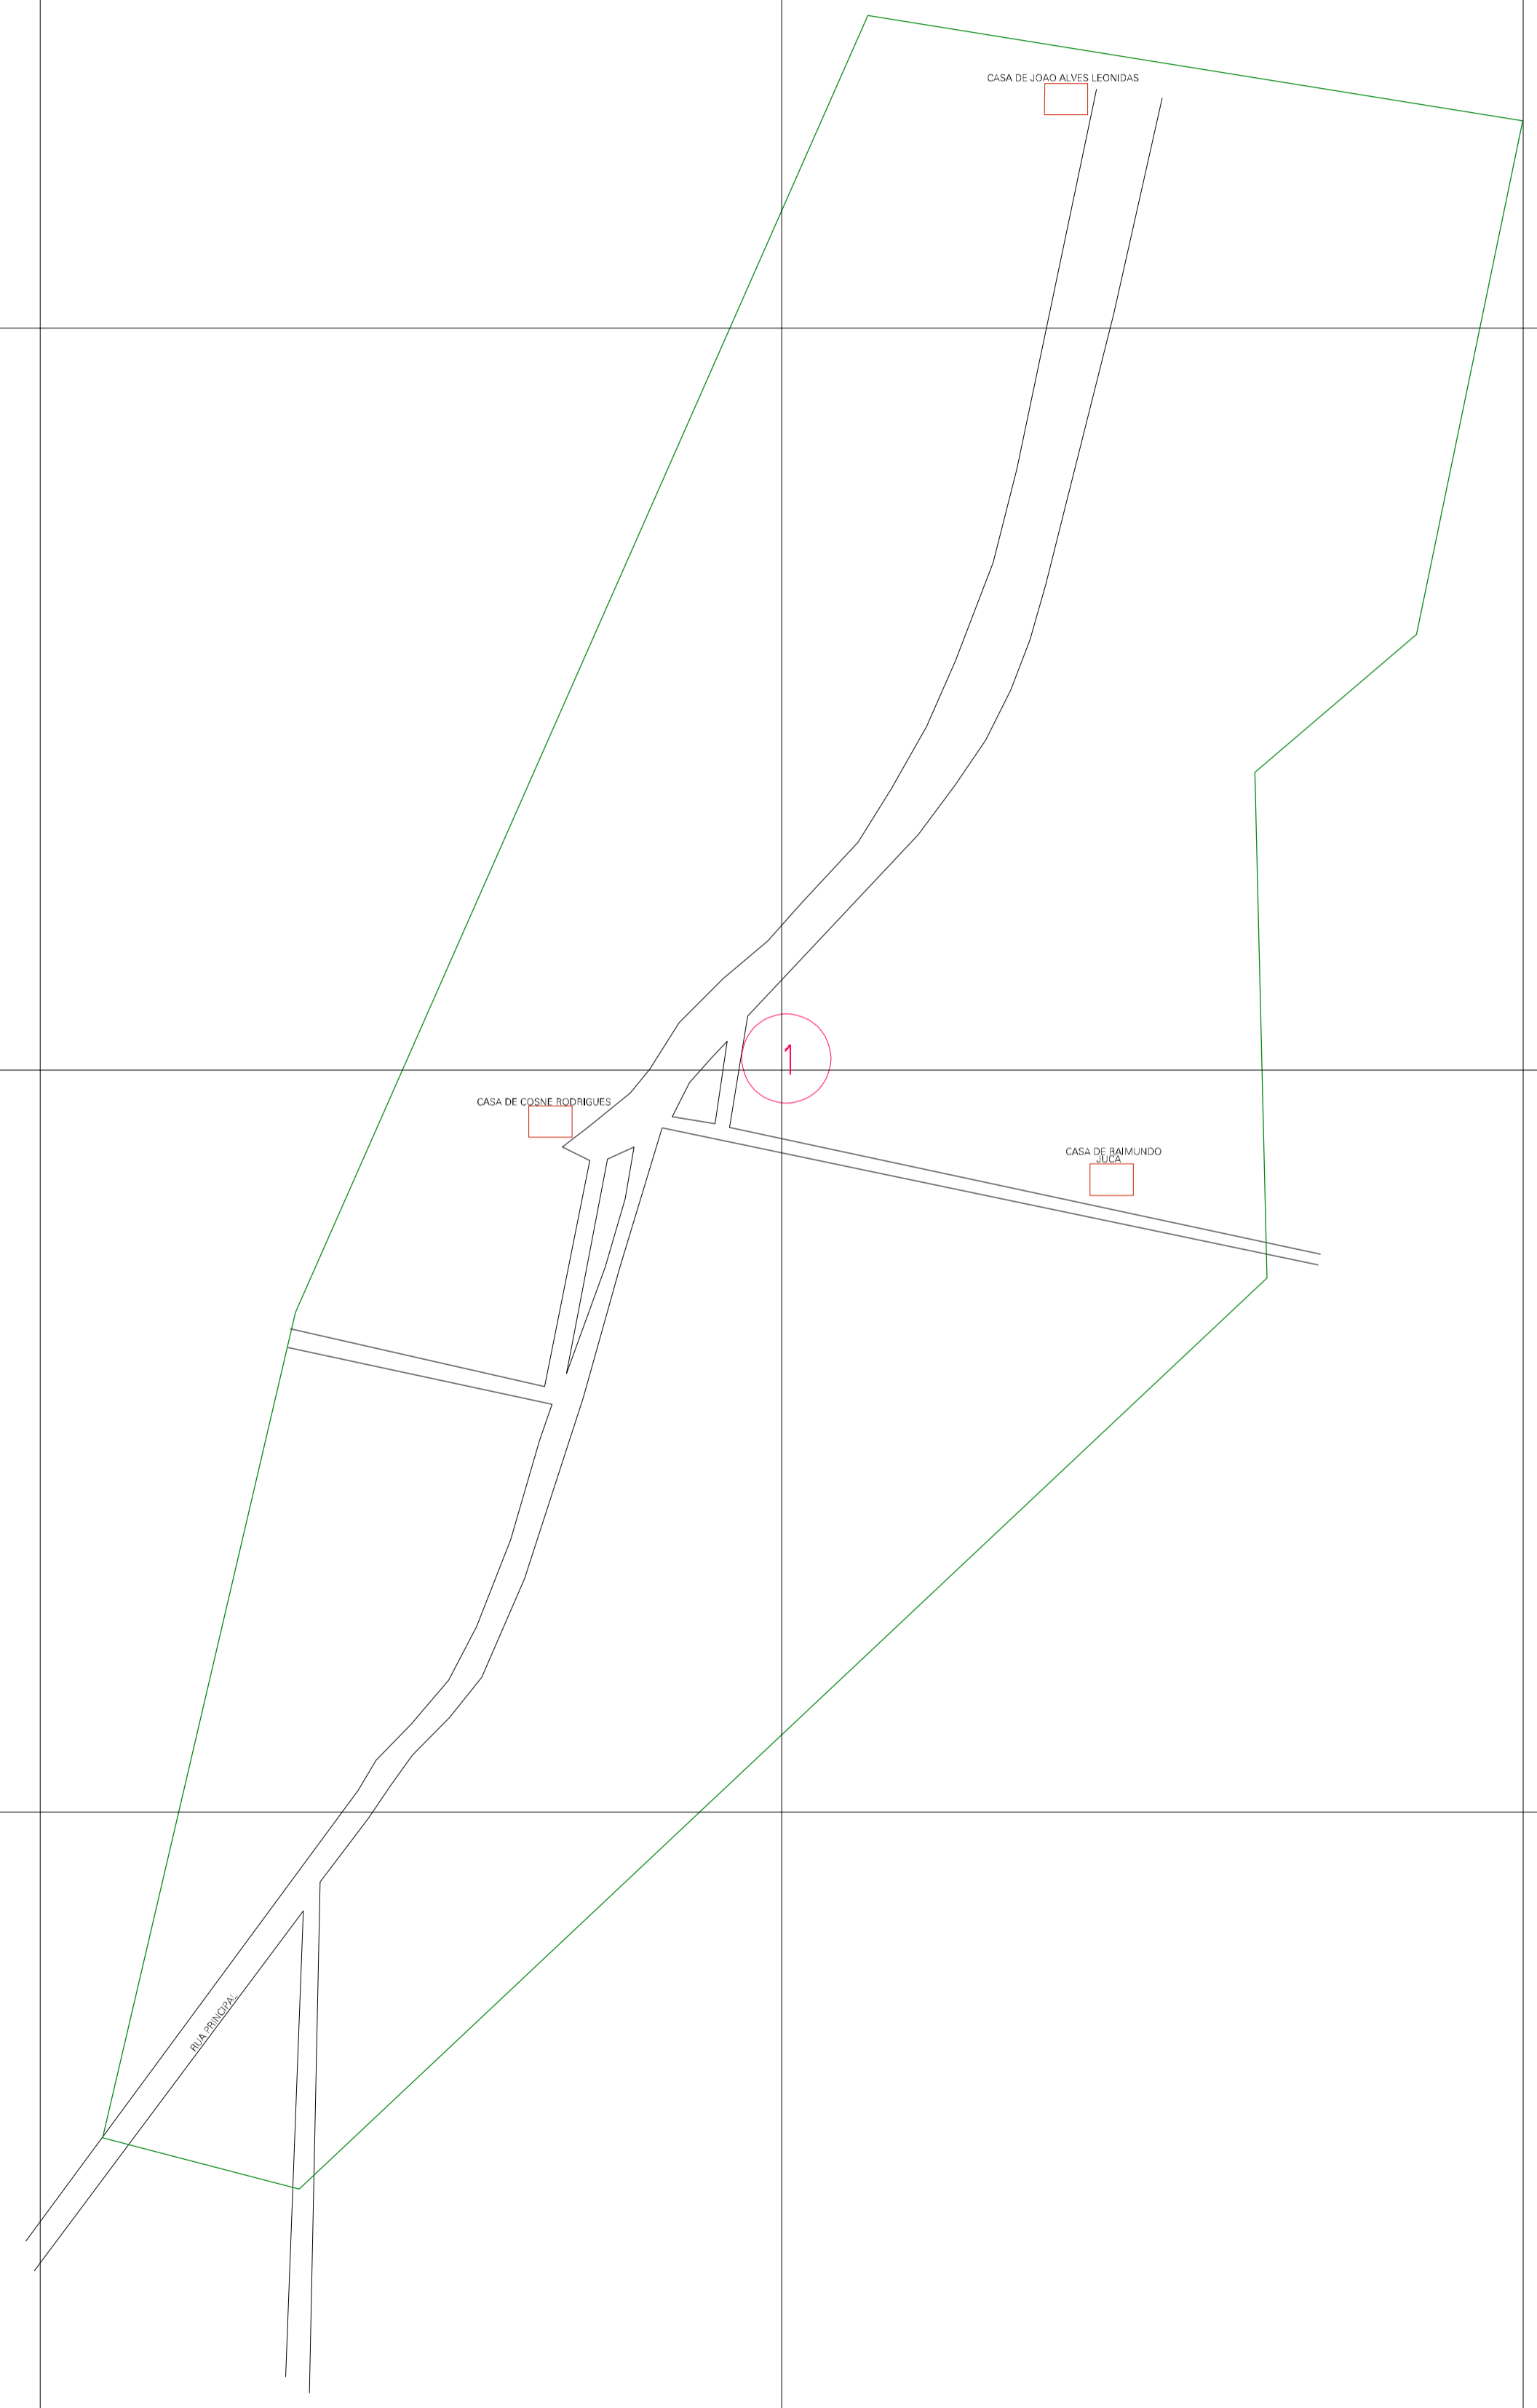 CASA DE JOAO ALVES LEONIDAS
1
CASA DE COSNE RODRIGUES
CASA DE RAIMUNDO
JUCA
RUA PRINCIPAL